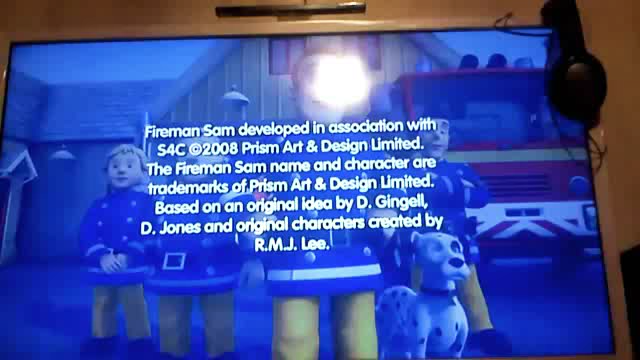 Fireman Sam developed in association with
S4C ©2008 Prism Art & Design Limited.
The Fireman Sam name and character are
trademarks of Prism Art & Design Limited.
Based on an original idea by D. Gingell,
D. Jones and original characters created by
R.M.J. Lee.